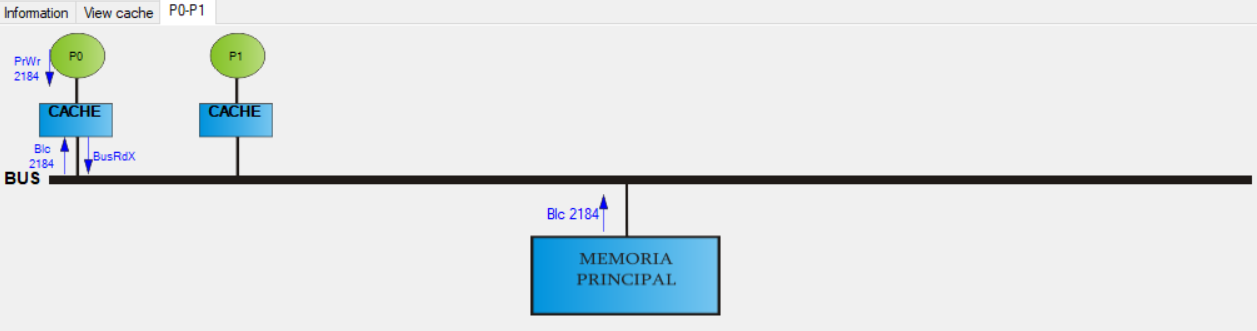 Information View cache P0-P1
P0
P1
PrWr
2184
CACHE
CACHE
Blc
2184
BusRdX
BUS
Blc 2184
MEMORIA
PRINCIPAL